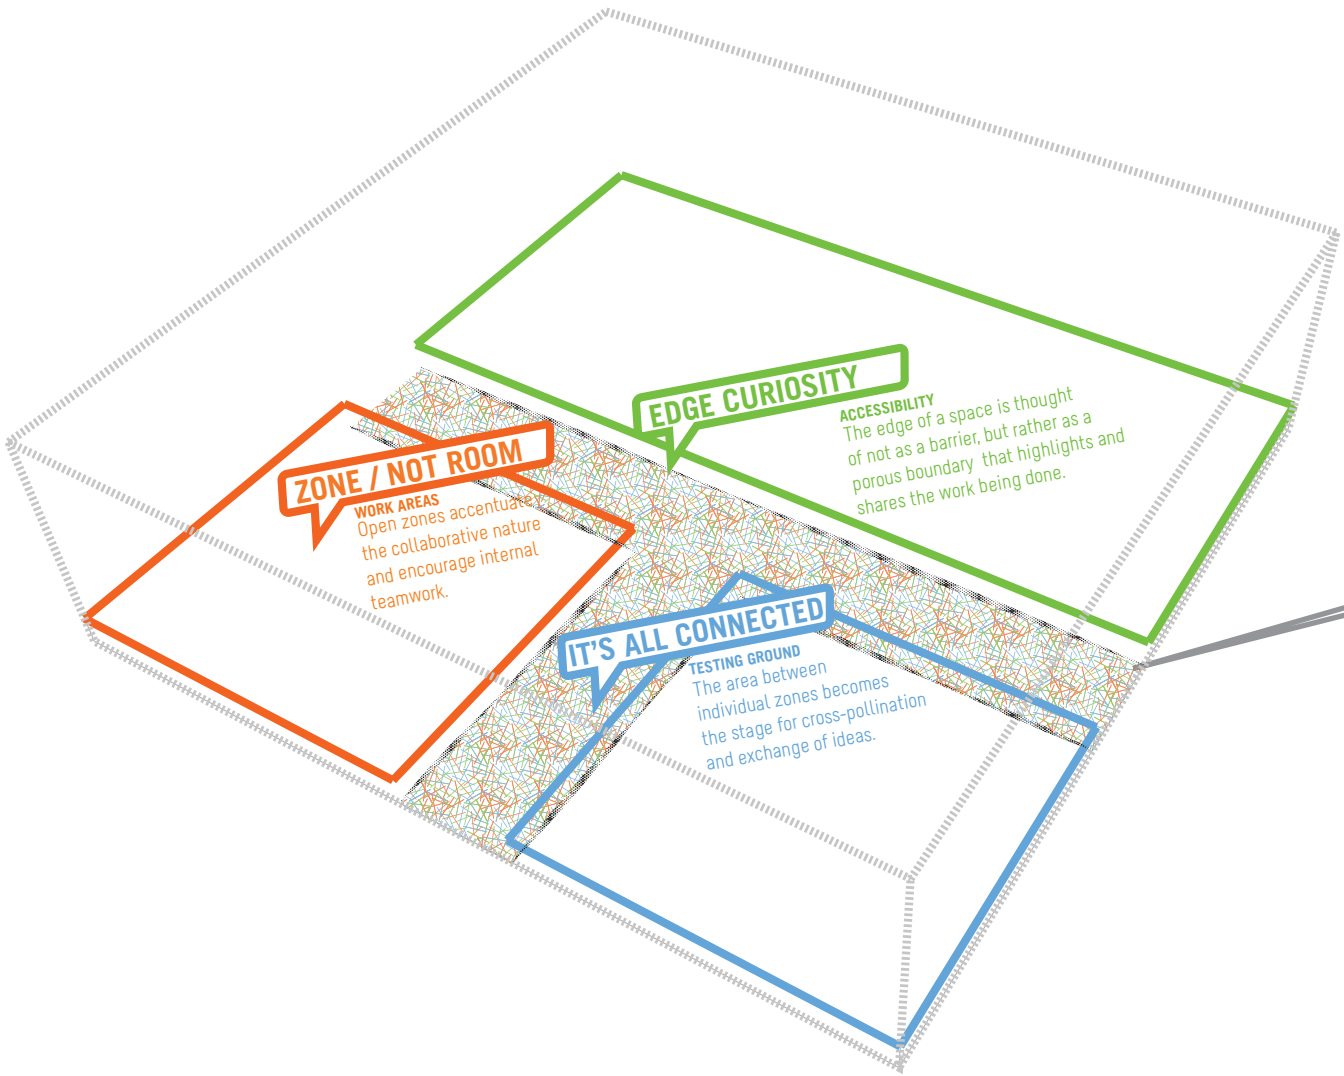 EDGE CURIOSITY
ACCESSIBILITY
The edge of a space is thought
of not as a barrier, but rather as a
porous boundary that highlights and
shares the work being done.
ZONE / NOT ROOM
WORK AREAS
Open zones accentuate
the collaborative nature
and encourage internal
teamwork.
IT'S ALL CONNECTED
TESTING GROUND
The area between
individual zones becomes
the stage for cross-pollination
and exchange of ideas.